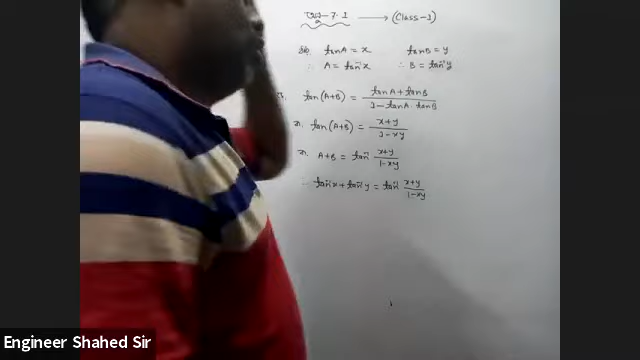 অধ্যায়-7.1 → (Class-1)
ধরি, tanA = x tanB = y
∴ A = tan⁻¹x ∴ B = tan⁻¹y
tan(A+B) = (tanA + tanB)/(1 − tanA . tanB)
বা, tan(A+B) = (x+y)/(1−xy)
বা, A+B = tan⁻¹ (x+y)/(1−xy)
∴ tan⁻¹x + tan⁻¹y = tan⁻¹ (x+y)/(1−xy)
Engineer Shahed Sir